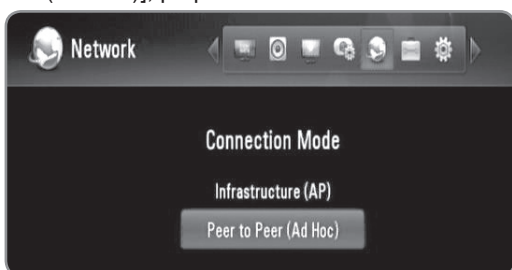 Network
Connection Mode
Infrastructure (AP)
Peer to Peer (Ad Hoc)